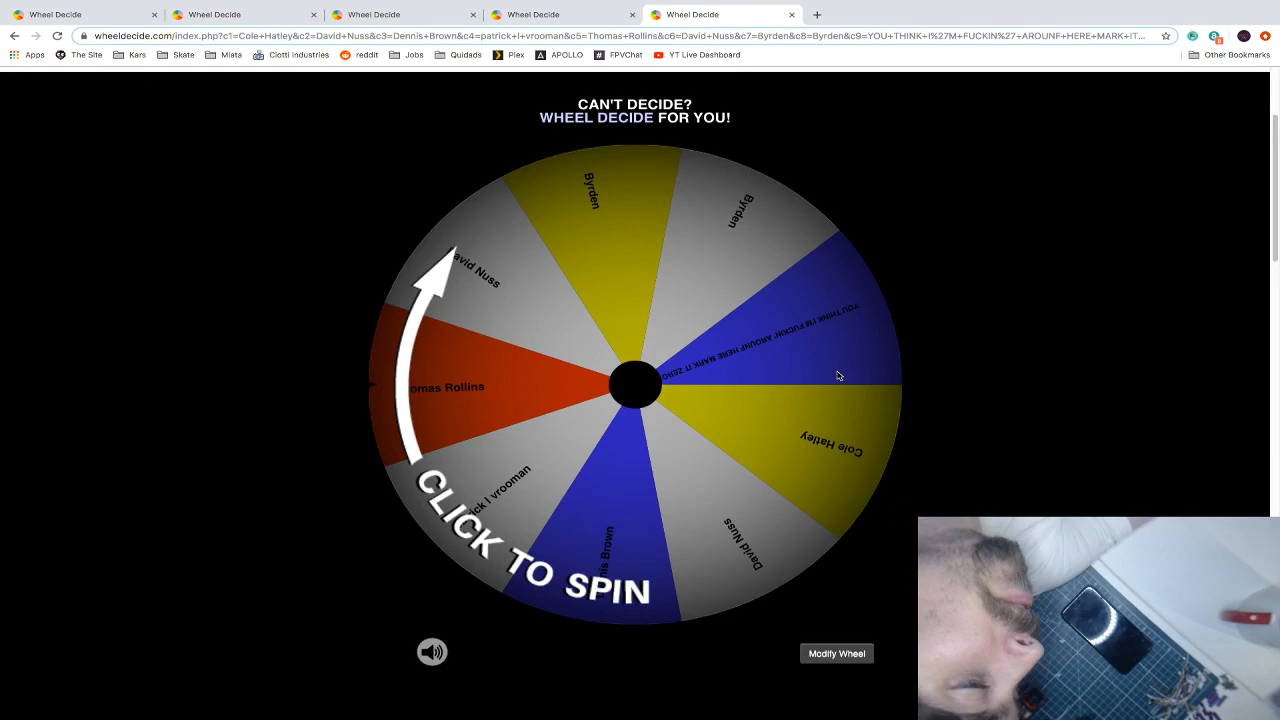 Wheel Decide
Wheel Decide
Wheel Decide
Wheel Decide
Wheel Decide
wheeldecide.com/index.php?c1=Cole+Hatley&c2=David+Nuss&c3=Dennis+Brown&c4=patrick+l+vrooman&c5=Thomas+Rollins&c6=David+Nuss&c7=Byrden&c8=Byrden&c9=YOU+THINK+I%27M+FUCKIN%27+AROUNF+HERE+MARK+IT...
Apps The Site Kars Skate Miata Ciotti Industries reddit Jobs Quidads Plex APOLLO FPVChat YT Live Dashboard Other Bookmarks
CAN'T DECIDE?
WHEEL DECIDE FOR YOU!
Byrden
Byrden
David Nuss
YOU THINK I'M FUCKIN' AROUNF HERE MARK IT ZERO
omas Rollins
Cole Hatley
ick l vrooman
nis Brown
David Nuss
CLICK TO SPIN
Modify Wheel